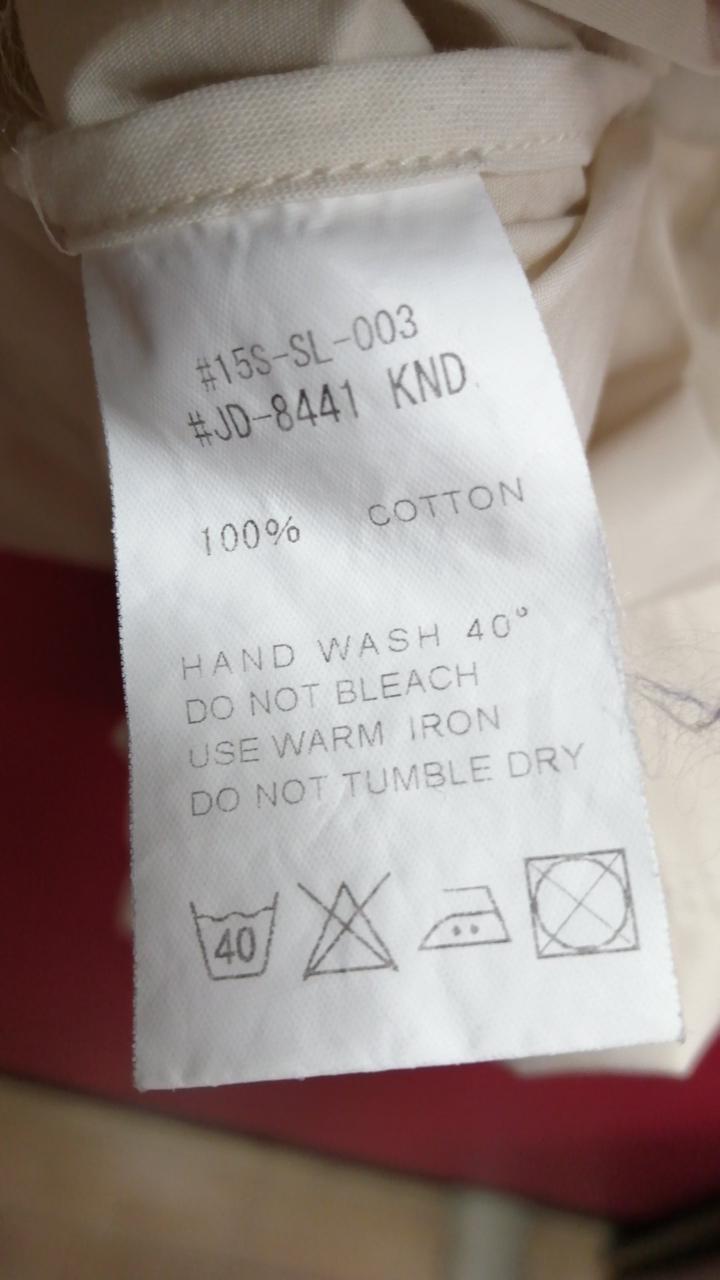 #15S-SL-003
#JD-8441 KND
100% COTTON
HAND WASH 40°
DO NOT BLEACH
USE WARM IRON
DO NOT TUMBLE DRY
40